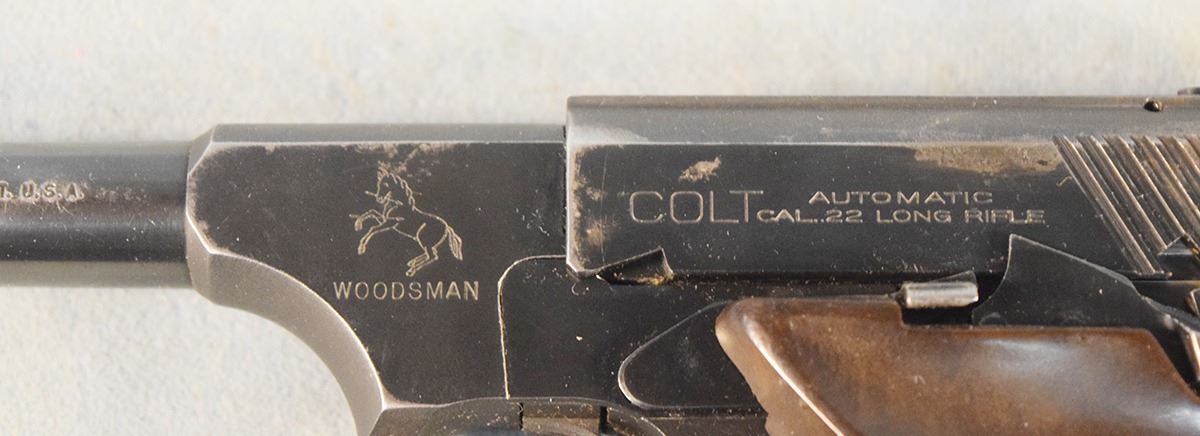 T. U.S.A.
WOODSMAN
COLT
AUTOMATIC
CAL. .22 LONG RIFLE